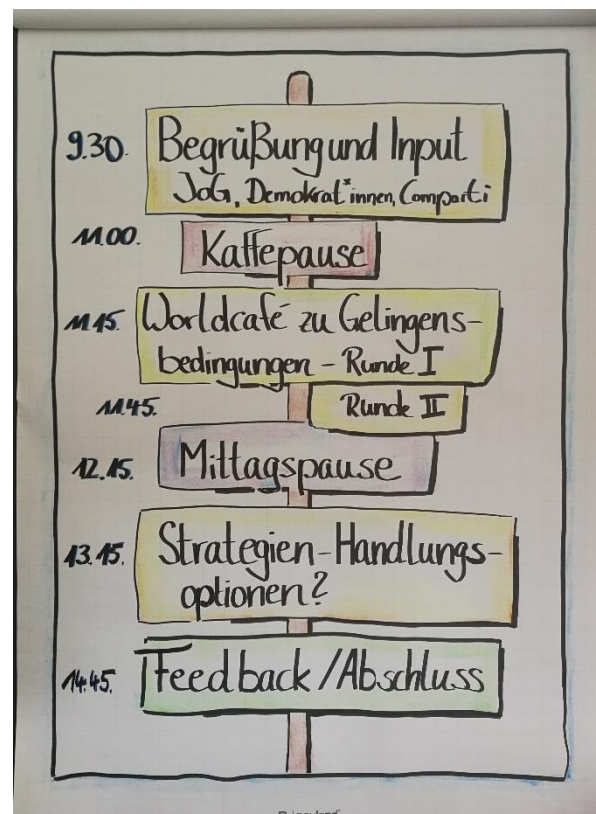 9.30. Begrüßung und Input
JoG, Demokrat*innen, Comparti
11.00. Kaffepause
11.15. Worldcafé zu Gelingens-
bedingungen - Runde I
11.45. Runde II
12.15. Mittagspause
13.15. Strategien-Handlungs-
optionen?
14.45. Feedback/Abschluss